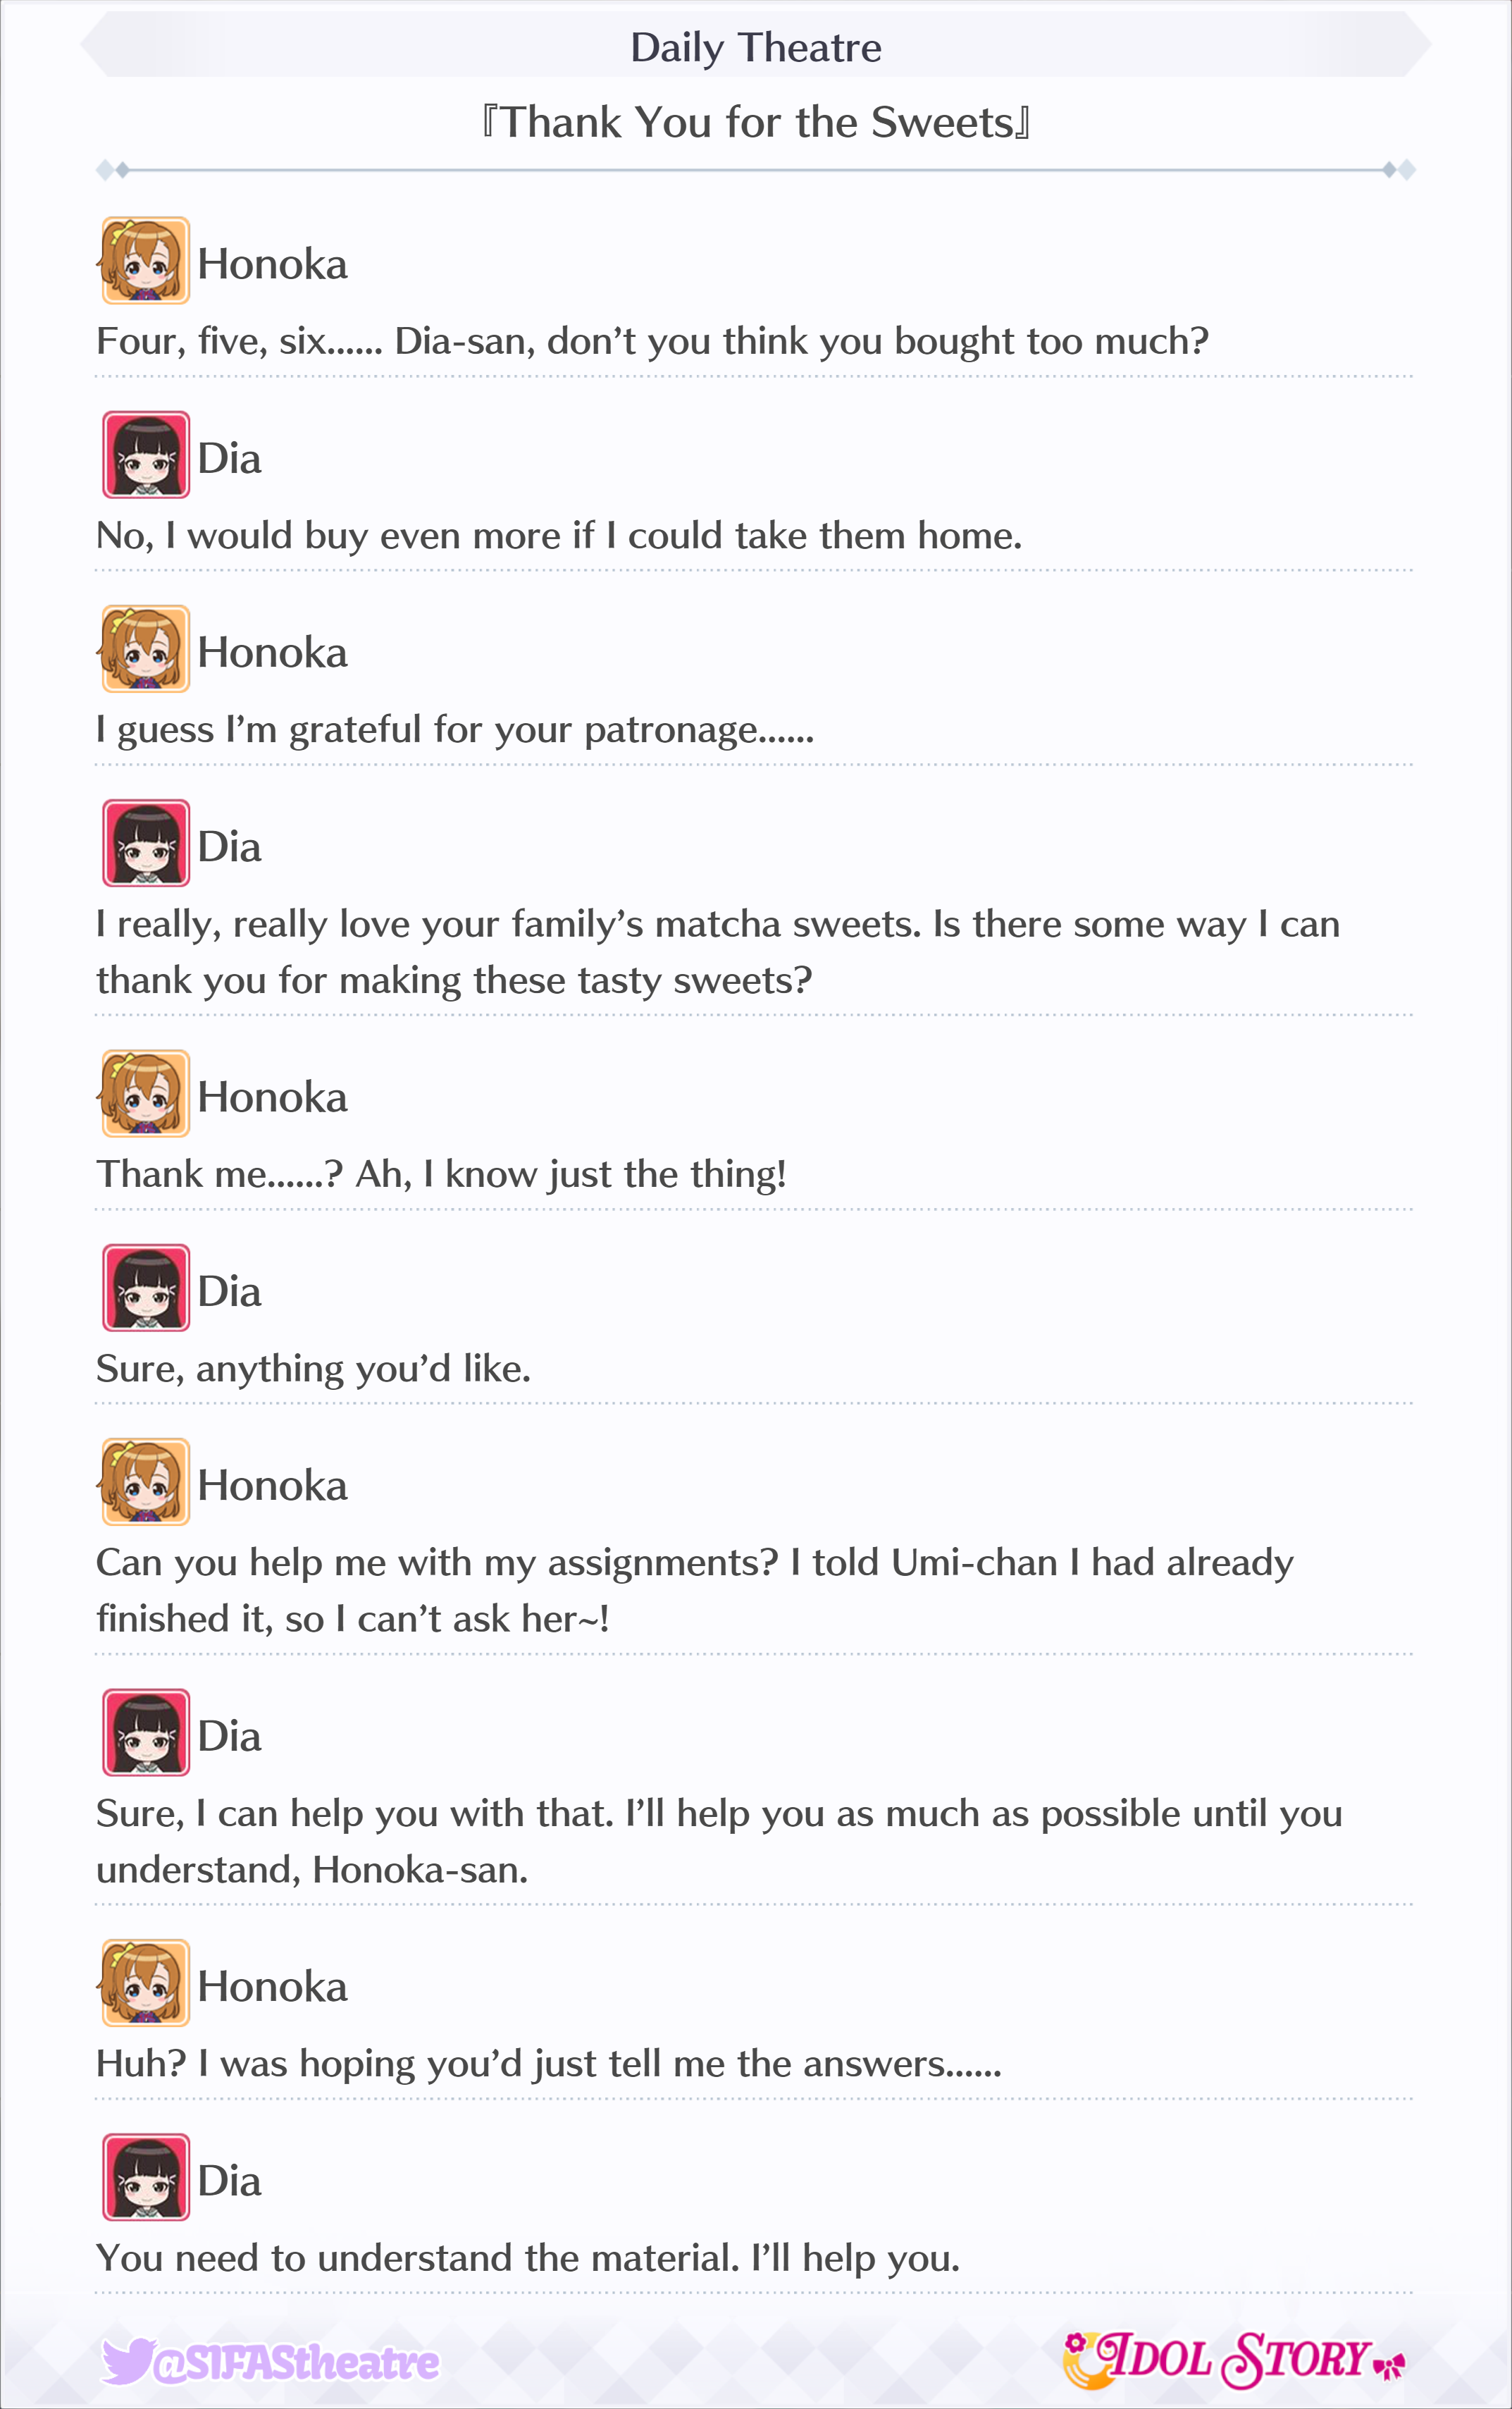 Daily Theatre
『Thank You for the Sweets』
Honoka
Four, five, six...... Dia-san, don’t you think you bought too much?
Dia
No, I would buy even more if I could take them home.
Honoka
I guess I’m grateful for your patronage......
Dia
I really, really love your family’s matcha sweets. Is there some way I can
thank you for making these tasty sweets?
Honoka
Thank me......? Ah, I know just the thing!
Dia
Sure, anything you’d like.
Honoka
Can you help me with my assignments? I told Umi-chan I had already
finished it, so I can’t ask her~!
Dia
Sure, I can help you with that. I’ll help you as much as possible until you
understand, Honoka-san.
Honoka
Huh? I was hoping you’d just tell me the answers......
Dia
You need to understand the material. I’ll help you.
@SIFAStheatre
IDOL STORY